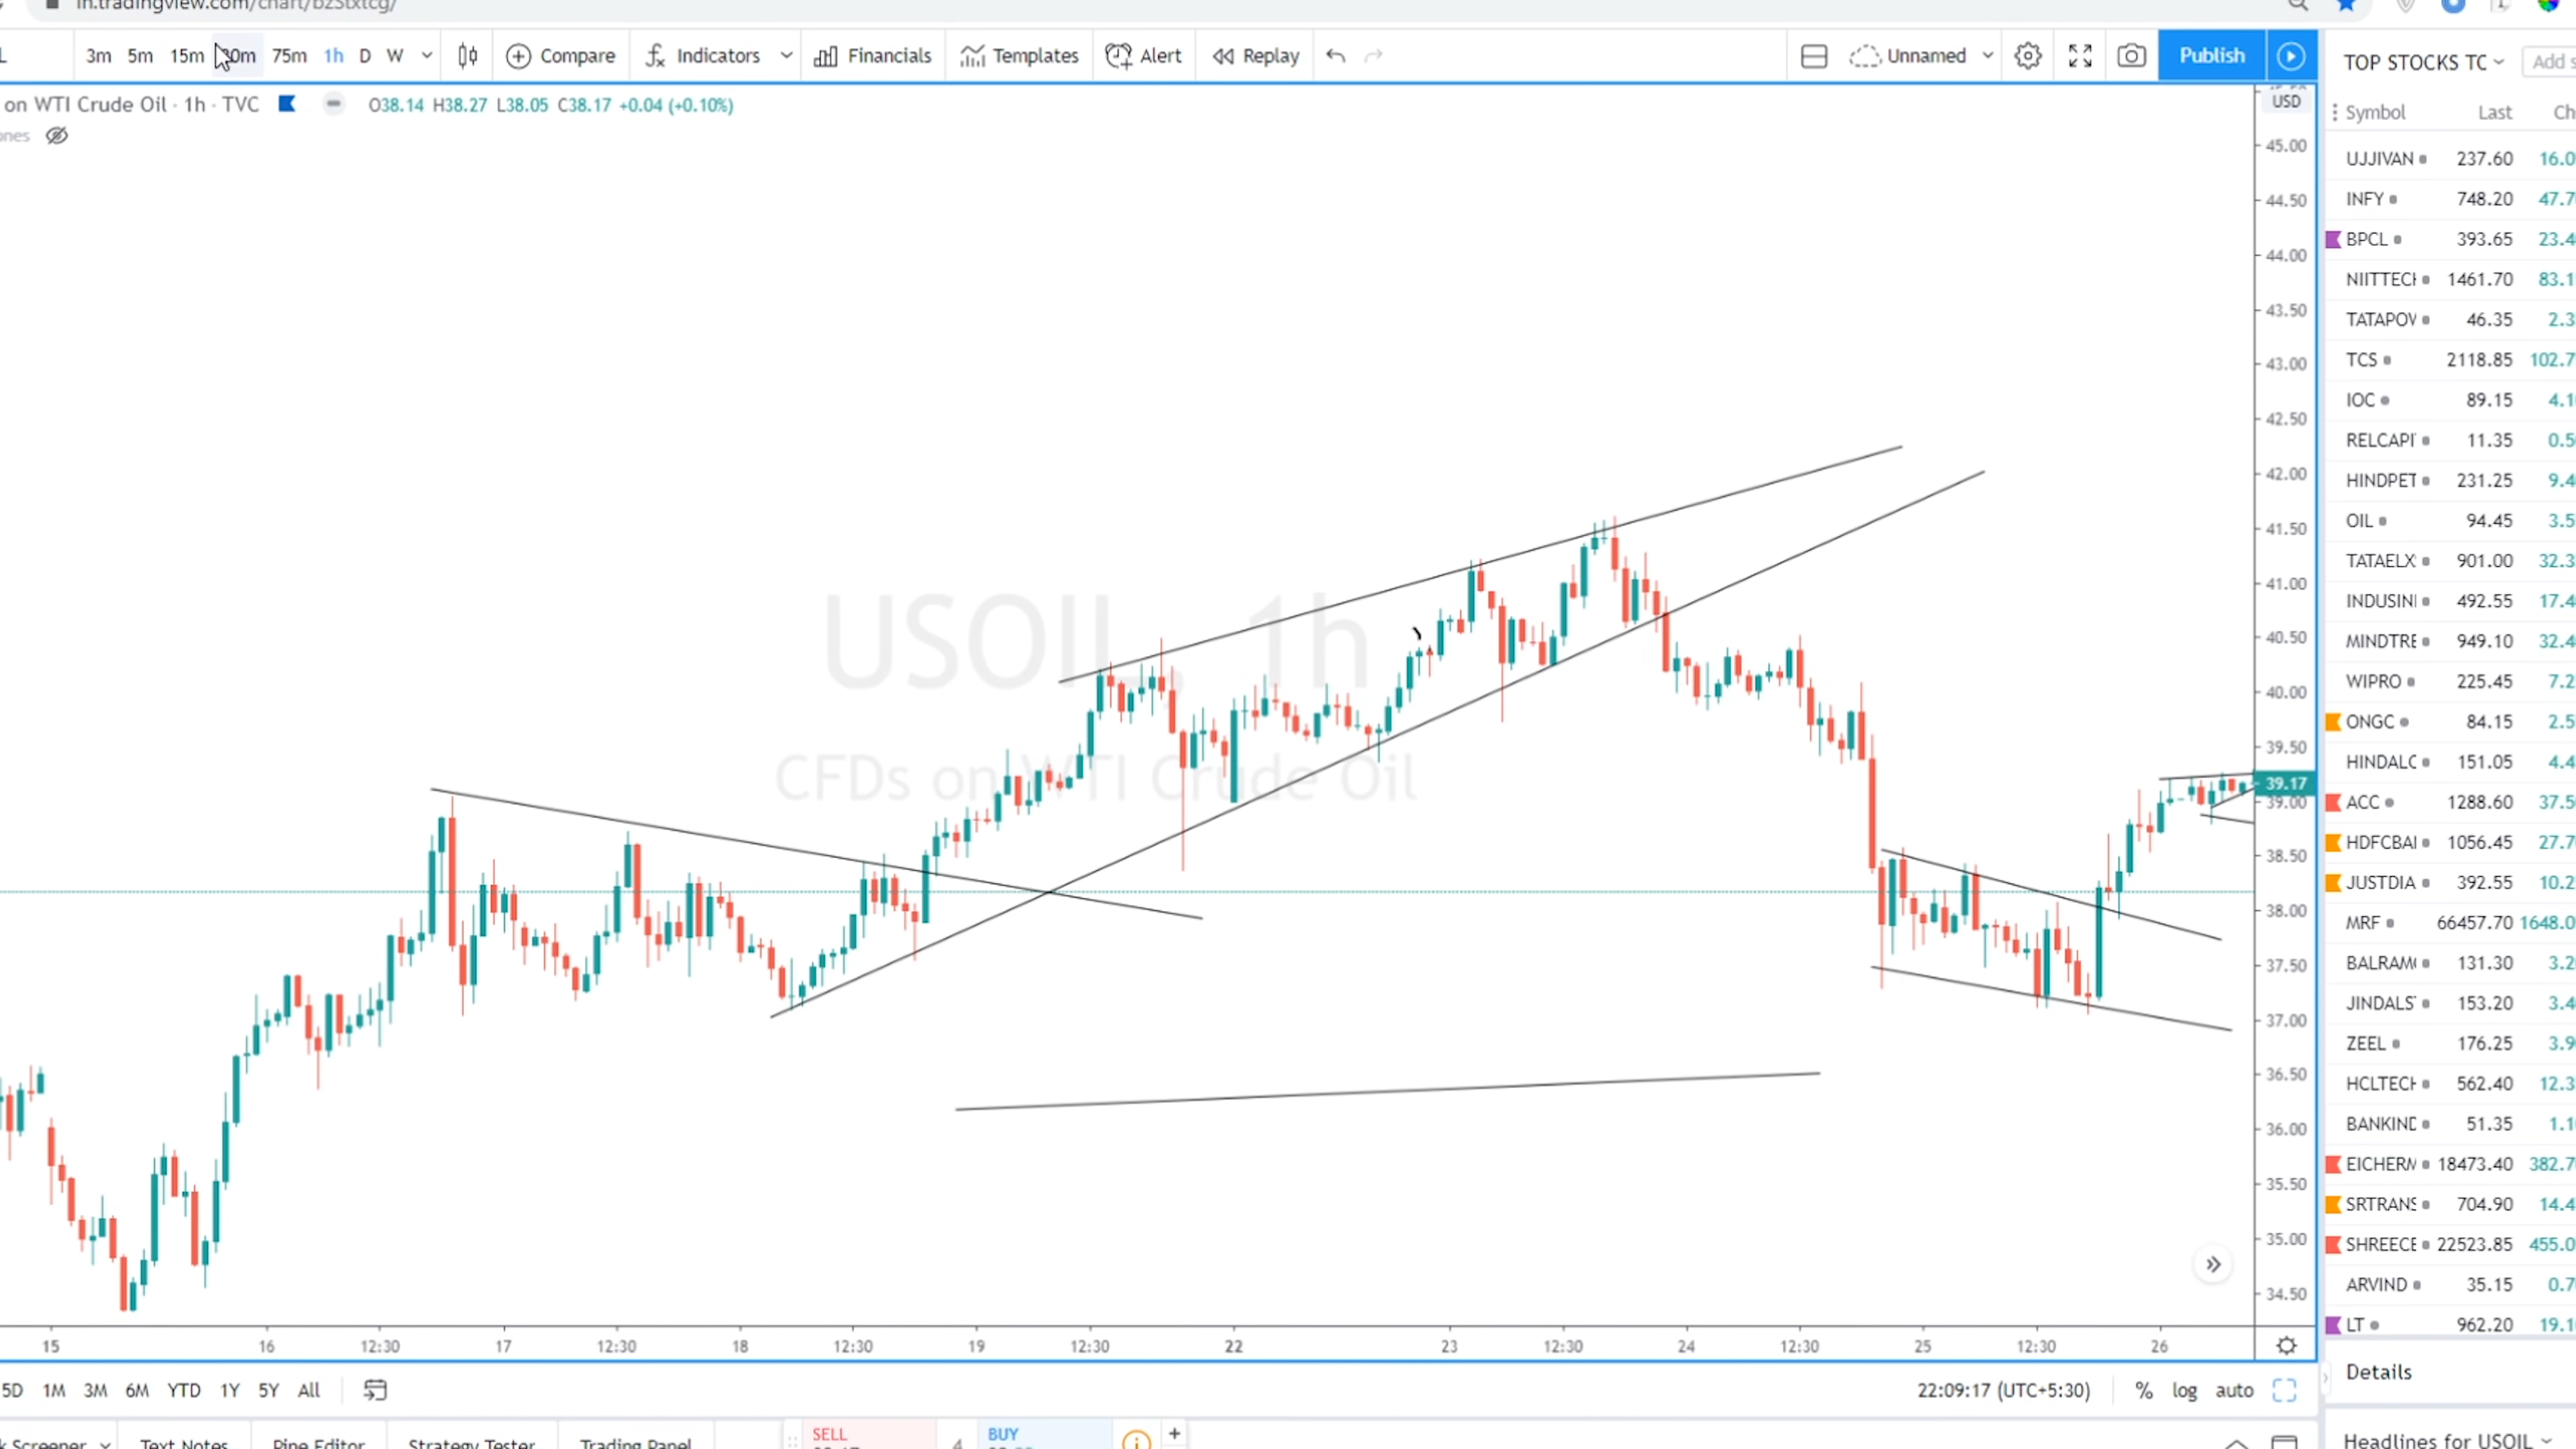 in.tradingview.com/chart/
3m 5m 15m 30m 75m 1h D W Compare Indicators Financials Templates Alert Replay Unnamed Publish
TOP STOCKS TC Add s
on WTI Crude Oil · 1h · TVC O38.14 H38.27 L38.05 C38.17 +0.04 (+0.10%)
USD
Symbol Last Ch
ones
45.00
44.50
44.00
43.50
43.00
42.50
42.00
41.50
41.00
40.50
40.00
39.50
39.17
39.00
38.50
38.00
37.50
37.00
36.50
36.00
35.50
35.00
34.50
USOIL, 1h
CFDs on WTI Crude Oil
UJJIVAN 237.60 16.0
INFY 748.20 47.7
BPCL 393.65 23.4
NIITTECH 1461.70 83.1
TATAPOW 46.35 2.3
TCS 2118.85 102.7
IOC 89.15 4.1
RELCAPI 11.35 0.5
HINDPET 231.25 9.4
OIL 94.45 3.5
TATAELX 901.00 32.3
INDUSINI 492.55 17.4
MINDTRE 949.10 32.4
WIPRO 225.45 7.2
ONGC 84.15 2.5
HINDALC 151.05 4.4
ACC 1288.60 37.5
HDFCBAI 1056.45 27.7
JUSTDIA 392.55 10.2
MRF 66457.70 1648.0
BALRAM 131.30 3.2
JINDALS 153.20 3.4
ZEEL 176.25 3.9
HCLTECH 562.40 12.3
BANKIND 51.35 1.1
EICHERM 18473.40 382.7
SRTRANS 704.90 14.4
SHREECE 22523.85 455.0
ARVIND 35.15 0.7
LT 962.20 19.1
15 16 12:30 17 12:30 18 12:30 19 12:30 22 23 12:30 24 12:30 25 12:30 26
Details
5D 1M 3M 6M YTD 1Y 5Y All 22:09:17 (UTC+5:30) % log auto
Screener Text Notes Pine Editor Strategy Tester Trading Panel SELL 4 BUY
Headlines for USOIL